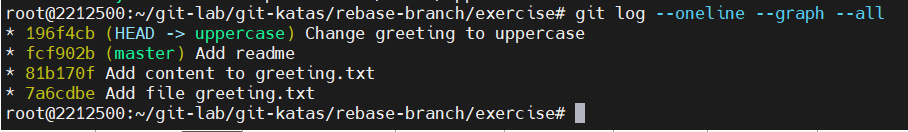 root@2212500:~/git-lab/git-katas/rebase-branch/exercise# git log --oneline --graph --all
* 196f4cb (HEAD -> uppercase) Change greeting to uppercase
* fcf902b (master) Add readme
* 81b170f Add content to greeting.txt
* 7a6cdbe Add file greeting.txt
root@2212500:~/git-lab/git-katas/rebase-branch/exercise#